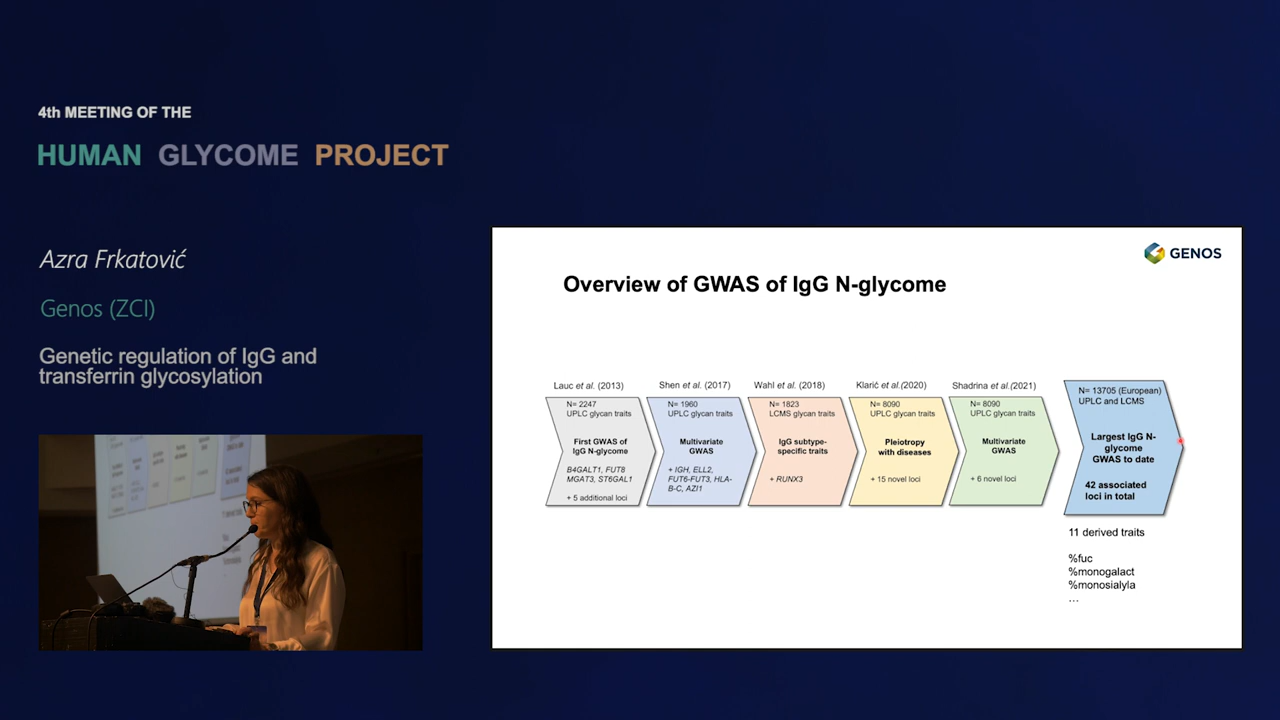 4th MEETING OF THE
HUMAN GLYCOME PROJECT
Azra Frkatović
Genos (ZCI)
Genetic regulation of IgG and
transferrin glycosylation
GENOS
Overview of GWAS of IgG N-glycome
Lauc et al. (2013)
N= 2247
UPLC glycan traits
First GWAS of
IgG N-glycome
B4GALT1, FUT8
MGAT3, ST6GAL1
+ 5 additional loci
Shen et al. (2017)
N= 1960
UPLC glycan traits
Multivariate
GWAS
+ IGH, ELL2,
FUT6-FUT3, HLA-
B-C, AZI1
Wahl et al. (2018)
N= 1823
LCMS glycan traits
IgG subtype-
specific traits
+ RUNX3
Klarić et al.(2020)
N= 8090
UPLC glycan traits
Pleiotropy
with diseases
+ 15 novel loci
Shadrina et al.(2021)
N= 8090
UPLC glycan traits
Multivariate
GWAS
+ 6 novel loci
N= 13705 (European)
UPLC and LCMS
Largest IgG N-
glycome
GWAS to date
42 associated
loci in total
11 derived traits
%fuc
%monogalact
%monosialyla
...